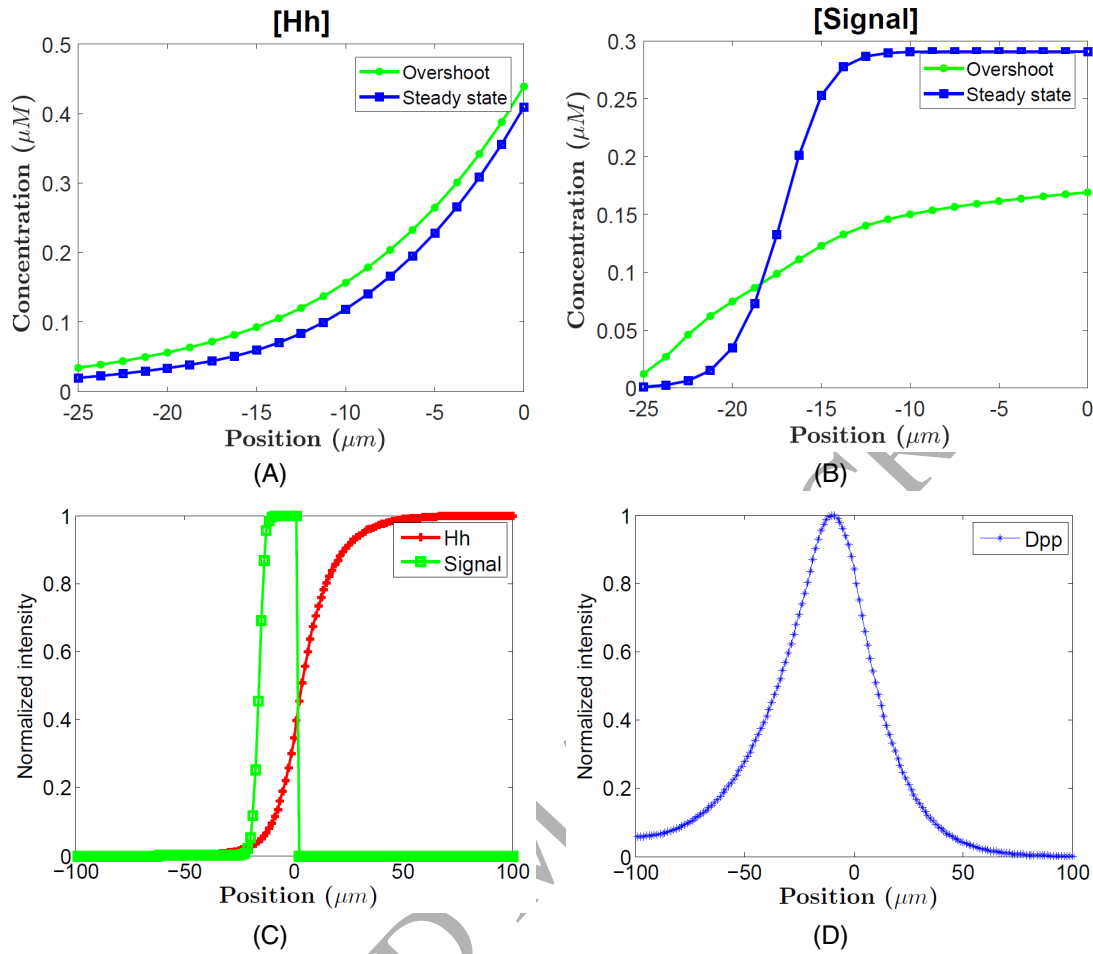 [Hh]
0.5
0.4
0.3
0.2
0.1
0
Concentration (μM)
Overshoot
Steady state
-25
-20
-15
-10
-5
0
Position (μm)
(A)
[Signal]
0.3
0.25
0.2
0.15
0.1
0.05
0
Concentration (μM)
Overshoot
Steady state
-25
-20
-15
-10
-5
0
Position (μm)
(B)
1
0.8
0.6
0.4
0.2
0
Normalized intensity
Hh
Signal
−100
−50
0
50
100
Position (μm)
(C)
1
0.8
0.6
0.4
0.2
0
Normalized intensity
Dpp
−100
−50
0
50
100
Position (μm)
(D)